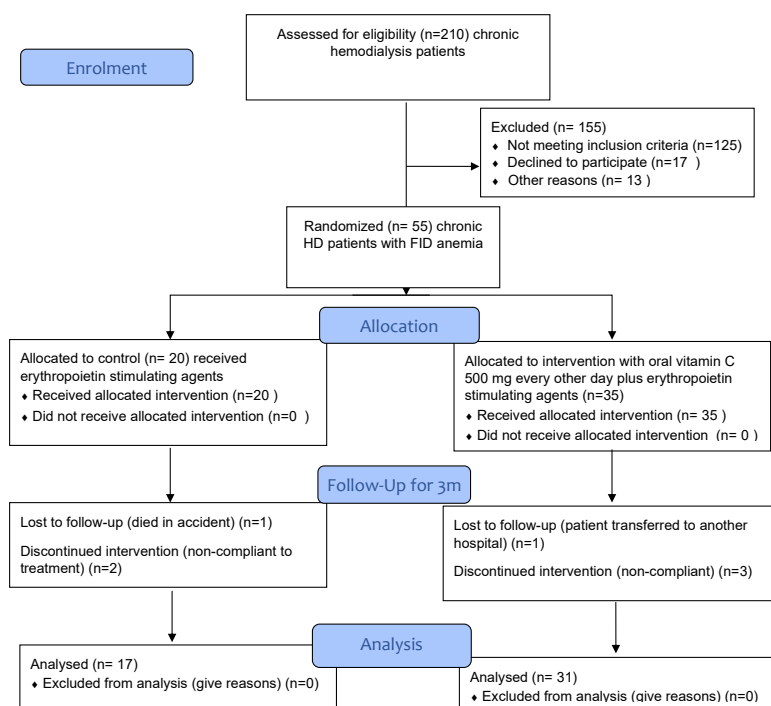 Assessed for eligibility (n=210) chronic
hemodialysis patients
Enrolment
Excluded (n= 155)
♦ Not meeting inclusion criteria (n=125)
♦ Declined to participate (n=17 )
♦ Other reasons (n= 13 )
Randomized (n= 55) chronic
HD patients with FID anemia
Allocation
Allocated to control (n= 20) received
erythropoietin stimulating agents
♦ Received allocated intervention (n=20 )
♦ Did not receive allocated intervention (n=0 )
Allocated to intervention with oral vitamin C
500 mg every other day plus erythropoietin
stimulating agents (n=35)
♦ Received allocated intervention (n= 35 )
♦ Did not receive allocated intervention (n= 0 )
Follow-Up for 3m
Lost to follow-up (died in accident) (n=1)
Discontinued intervention (non-compliant to
treatment) (n=2)
Lost to follow-up (patient transferred to another
hospital) (n=1)
Discontinued intervention (non-compliant) (n=3)
Analysis
Analysed (n= 17)
♦ Excluded from analysis (give reasons) (n=0)
Analysed (n= 31)
♦ Excluded from analysis (give reasons) (n=0)